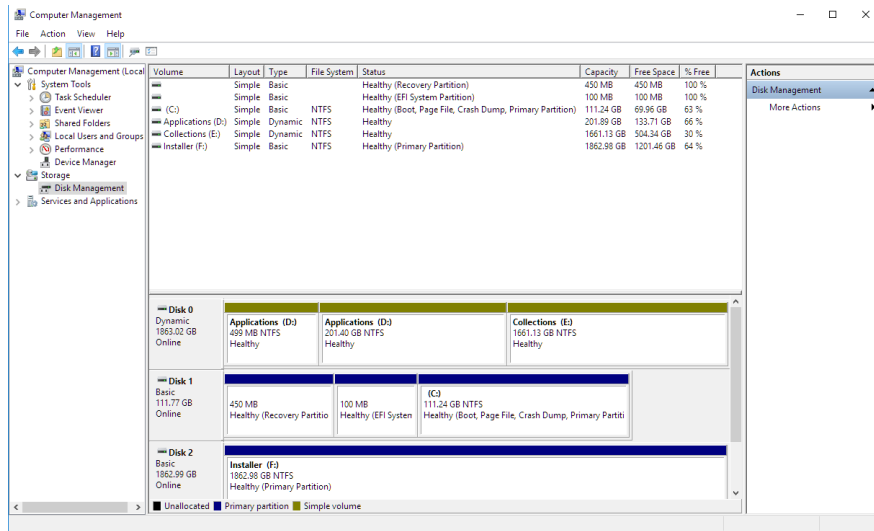 Computer Management
File Action View Help
Computer Management (Local
System Tools
Task Scheduler
Event Viewer
Shared Folders
Local Users and Groups
Performance
Device Manager
Storage
Disk Management
Services and Applications
Volume Layout Type File System Status Capacity Free Space % Free
Simple Basic Healthy (Recovery Partition) 450 MB 450 MB 100 %
Simple Basic Healthy (EFI System Partition) 100 MB 100 MB 100 %
(C:) Simple Basic NTFS Healthy (Boot, Page File, Crash Dump, Primary Partition) 111.24 GB 69.96 GB 63 %
Applications (D:) Simple Dynamic NTFS Healthy 201.89 GB 133.71 GB 66 %
Collections (E:) Simple Dynamic NTFS Healthy 1661.13 GB 504.34 GB 30 %
Installer (F:) Simple Basic NTFS Healthy (Primary Partition) 1862.98 GB 1201.46 GB 64 %
Actions
Disk Management
More Actions
Disk 0
Dynamic
1863.02 GB
Online
Applications (D:)
499 MB NTFS
Healthy
Applications (D:)
201.40 GB NTFS
Healthy
Collections (E:)
1661.13 GB NTFS
Healthy
Disk 1
Basic
111.77 GB
Online
450 MB
Healthy (Recovery Partitio
100 MB
Healthy (EFI System
(C:)
111.24 GB NTFS
Healthy (Boot, Page File, Crash Dump, Primary Partiti
Disk 2
Basic
1862.99 GB
Online
Installer (F:)
1862.98 GB NTFS
Healthy (Primary Partition)
Unallocated Primary partition Simple volume